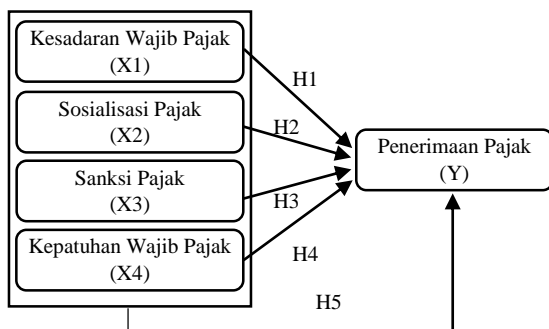 Kesadaran Wajib Pajak
(X1)
H1
Sosialisasi Pajak
(X2)
H2
Penerimaan Pajak
(Y)
Sanksi Pajak
(X3)
H3
Kepatuhan Wajib Pajak
(X4)
H4
H5